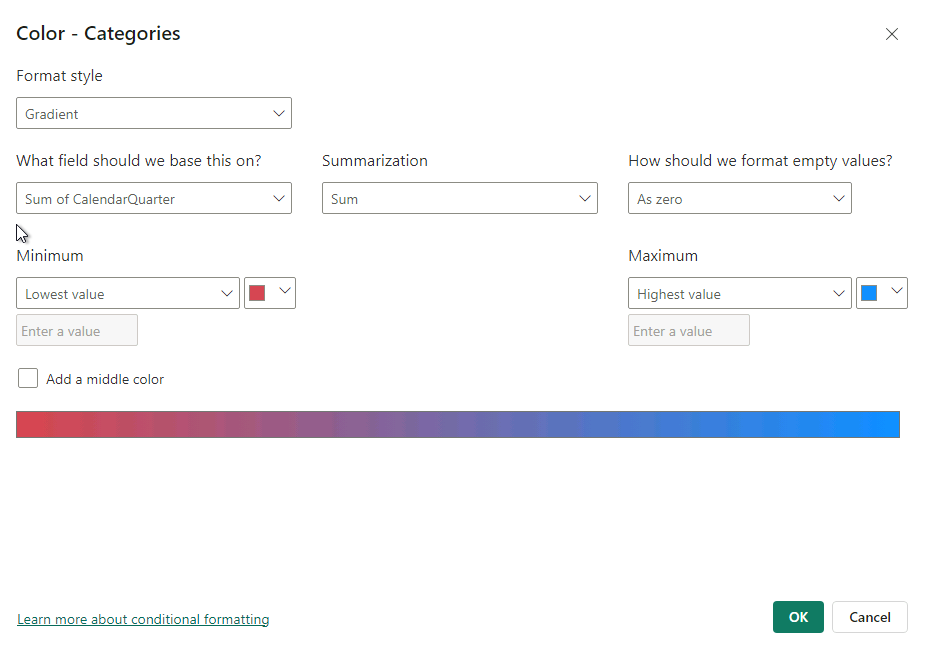 Color - Categories
Format style
Gradient
What field should we base this on?
Summarization
How should we format empty values?
Sum of CalendarQuarter
Sum
As zero
Minimum
Maximum
Lowest value
Highest value
Enter a value
Enter a value
Add a middle color
Learn more about conditional formatting
OK
Cancel